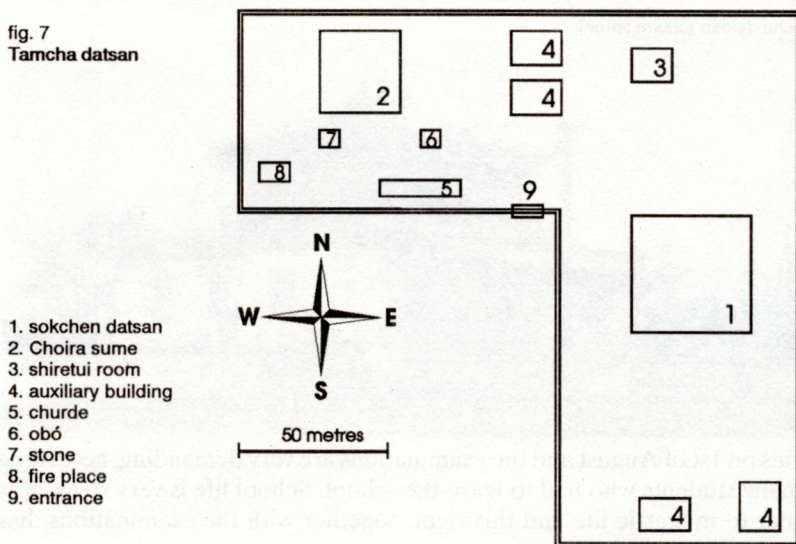 fig. 7
Tamcha datsan
4
4
3
2
7
6
8
5
9
1
N
W E
S
50 metres
1. sokchen datsan
2. Choira sume
3. shiretui room
4. auxiliary building
5. churde
6. obó
7. stone
8. fire place
9. entrance
4 4